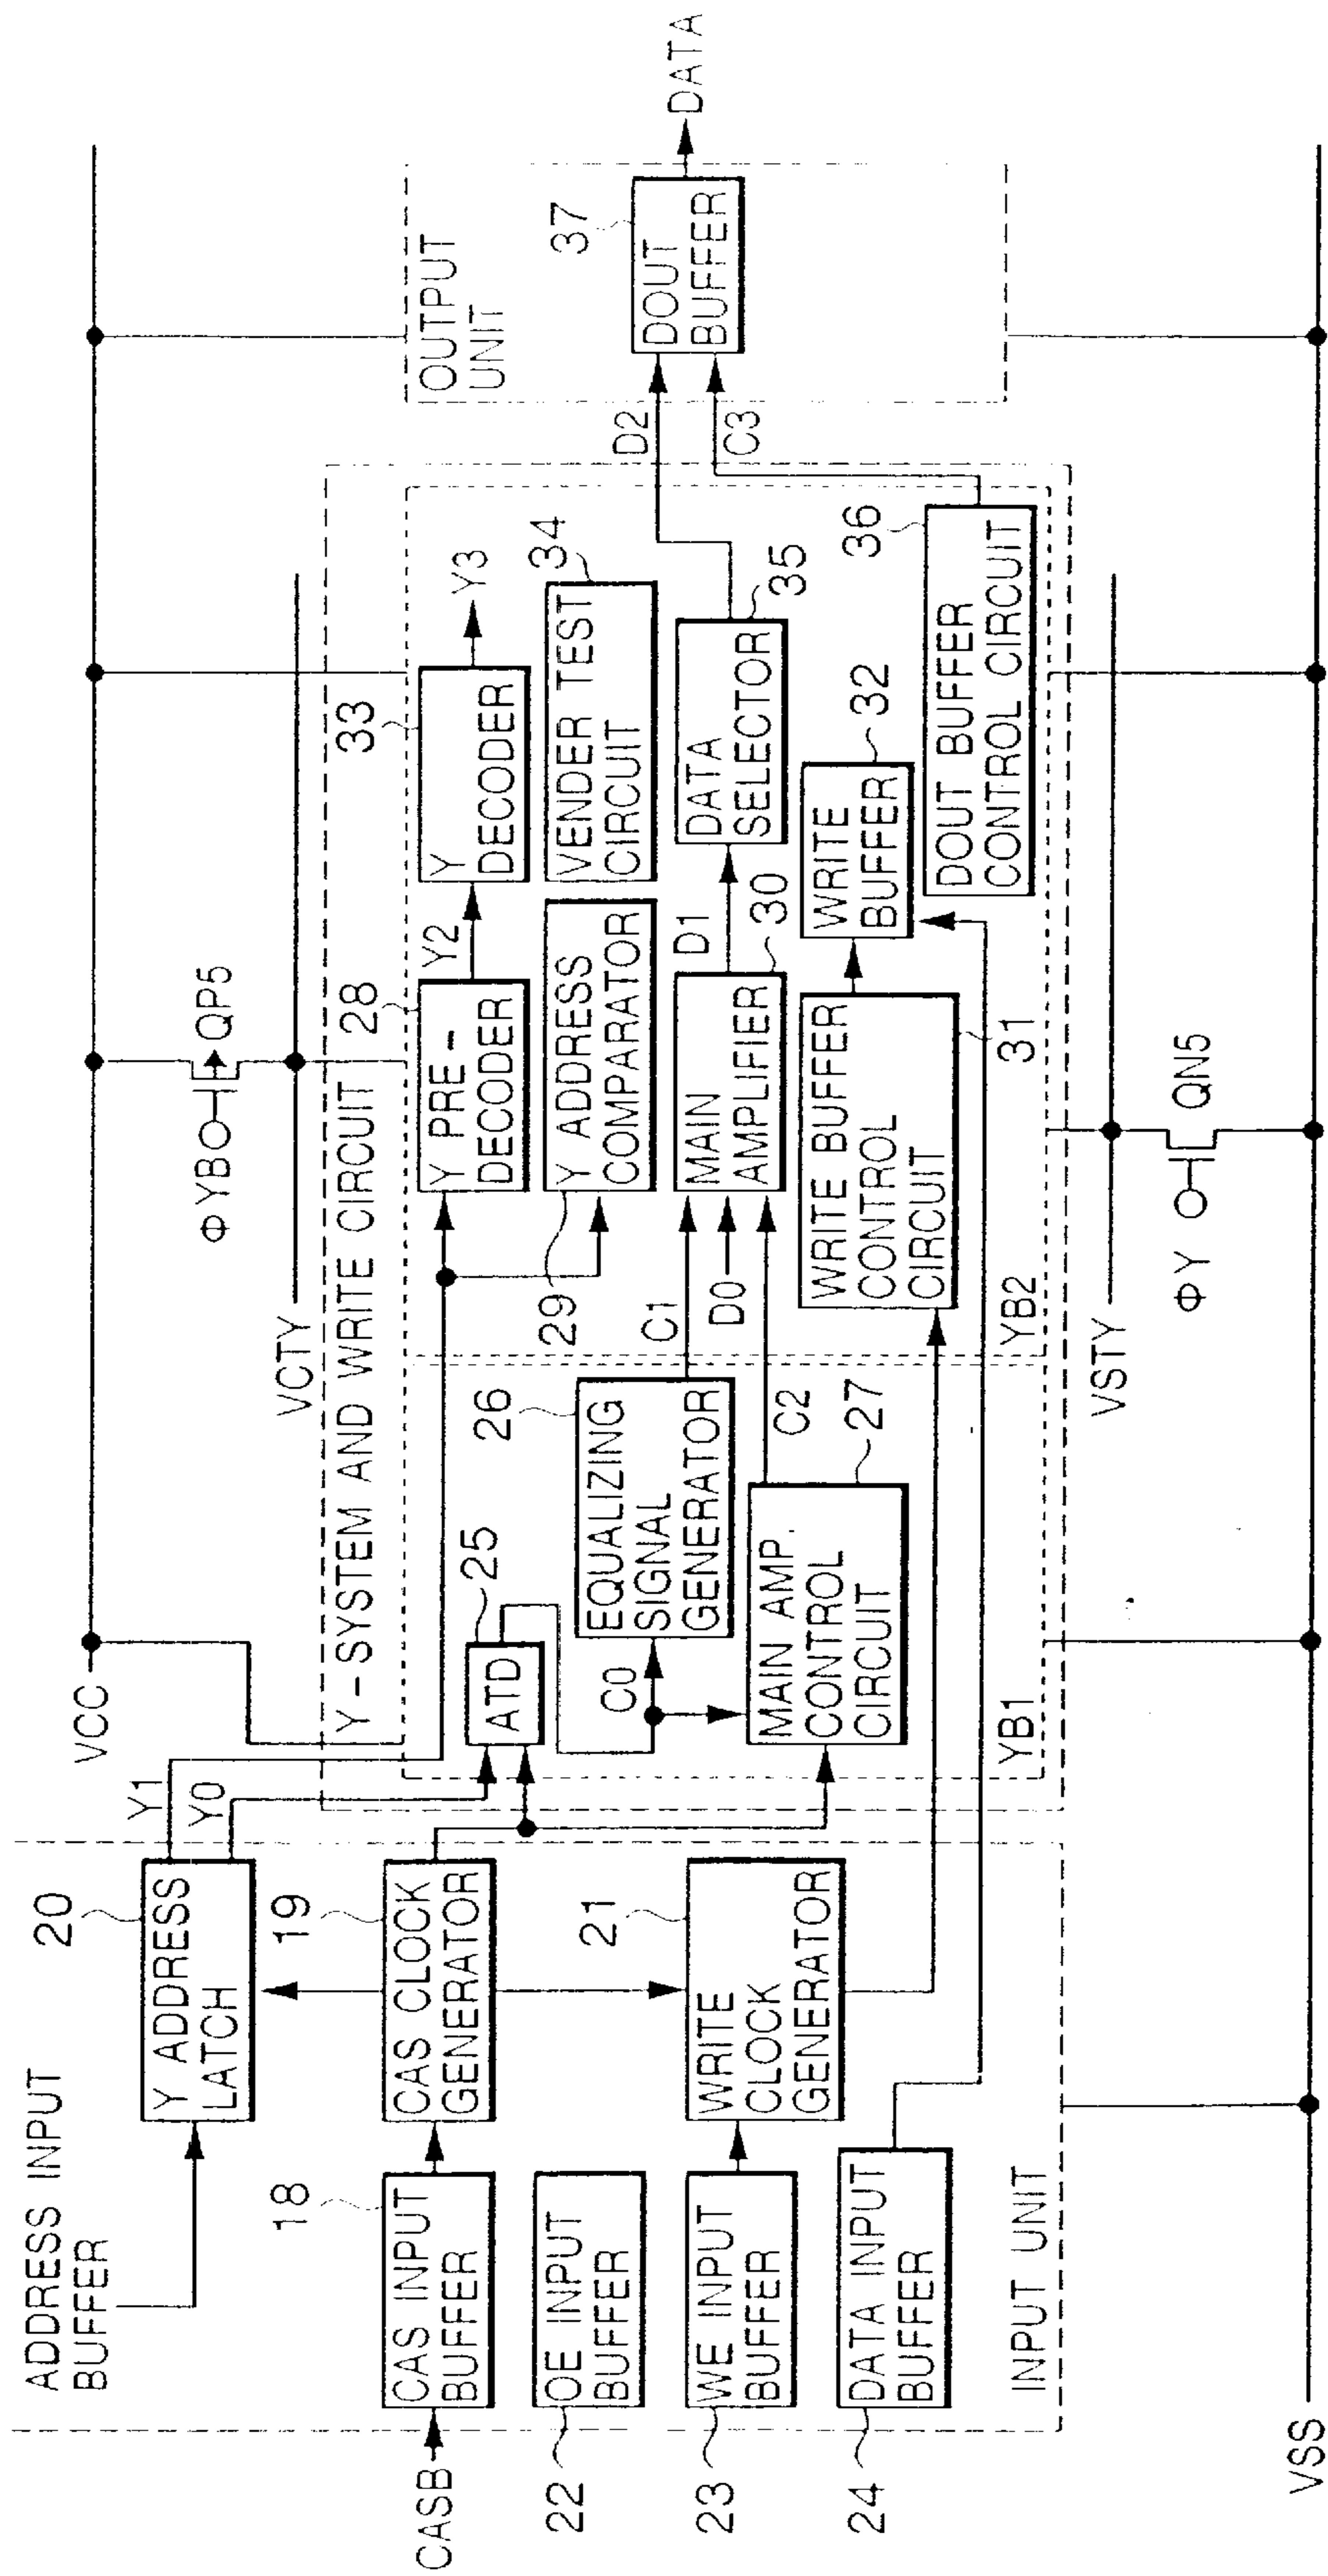 ADDRESS INPUT
BUFFER
20
Y ADDRESS
LATCH
Y1
Y0
CASB
18
CAS INPUT
BUFFER
19
CAS CLOCK
GENERATOR
22
OE INPUT
BUFFER
23
WE INPUT
BUFFER
21
WRITE
CLOCK
GENERATOR
24
DATA INPUT
BUFFER
INPUT UNIT
VSS
VCC
VCTY
ΦYB
QP5
Y-SYSTEM AND WRITE CIRCUIT
25
ATD
C0
26
EQUALIZING
SIGNAL
GENERATOR
MAIN AMP.
CONTROL
CIRCUIT
27
YB1
C1
D0
C2
28
Y PRE-
DECODER
Y2
33
Y
DECODER
Y3
29
Y ADDRESS
COMPARATOR
VENDER TEST
CIRCUIT
34
MAIN
AMPLIFIER
30
D1
DATA
SELECTOR
35
WRITE BUFFER
CONTROL
CIRCUIT
31
WRITE
BUFFER
32
DOUT BUFFER
CONTROL CIRCUIT
36
YB2
VSTY
ΦY
QN5
D2
C3
OUTPUT
UNIT
37
DOUT
BUFFER
DATA